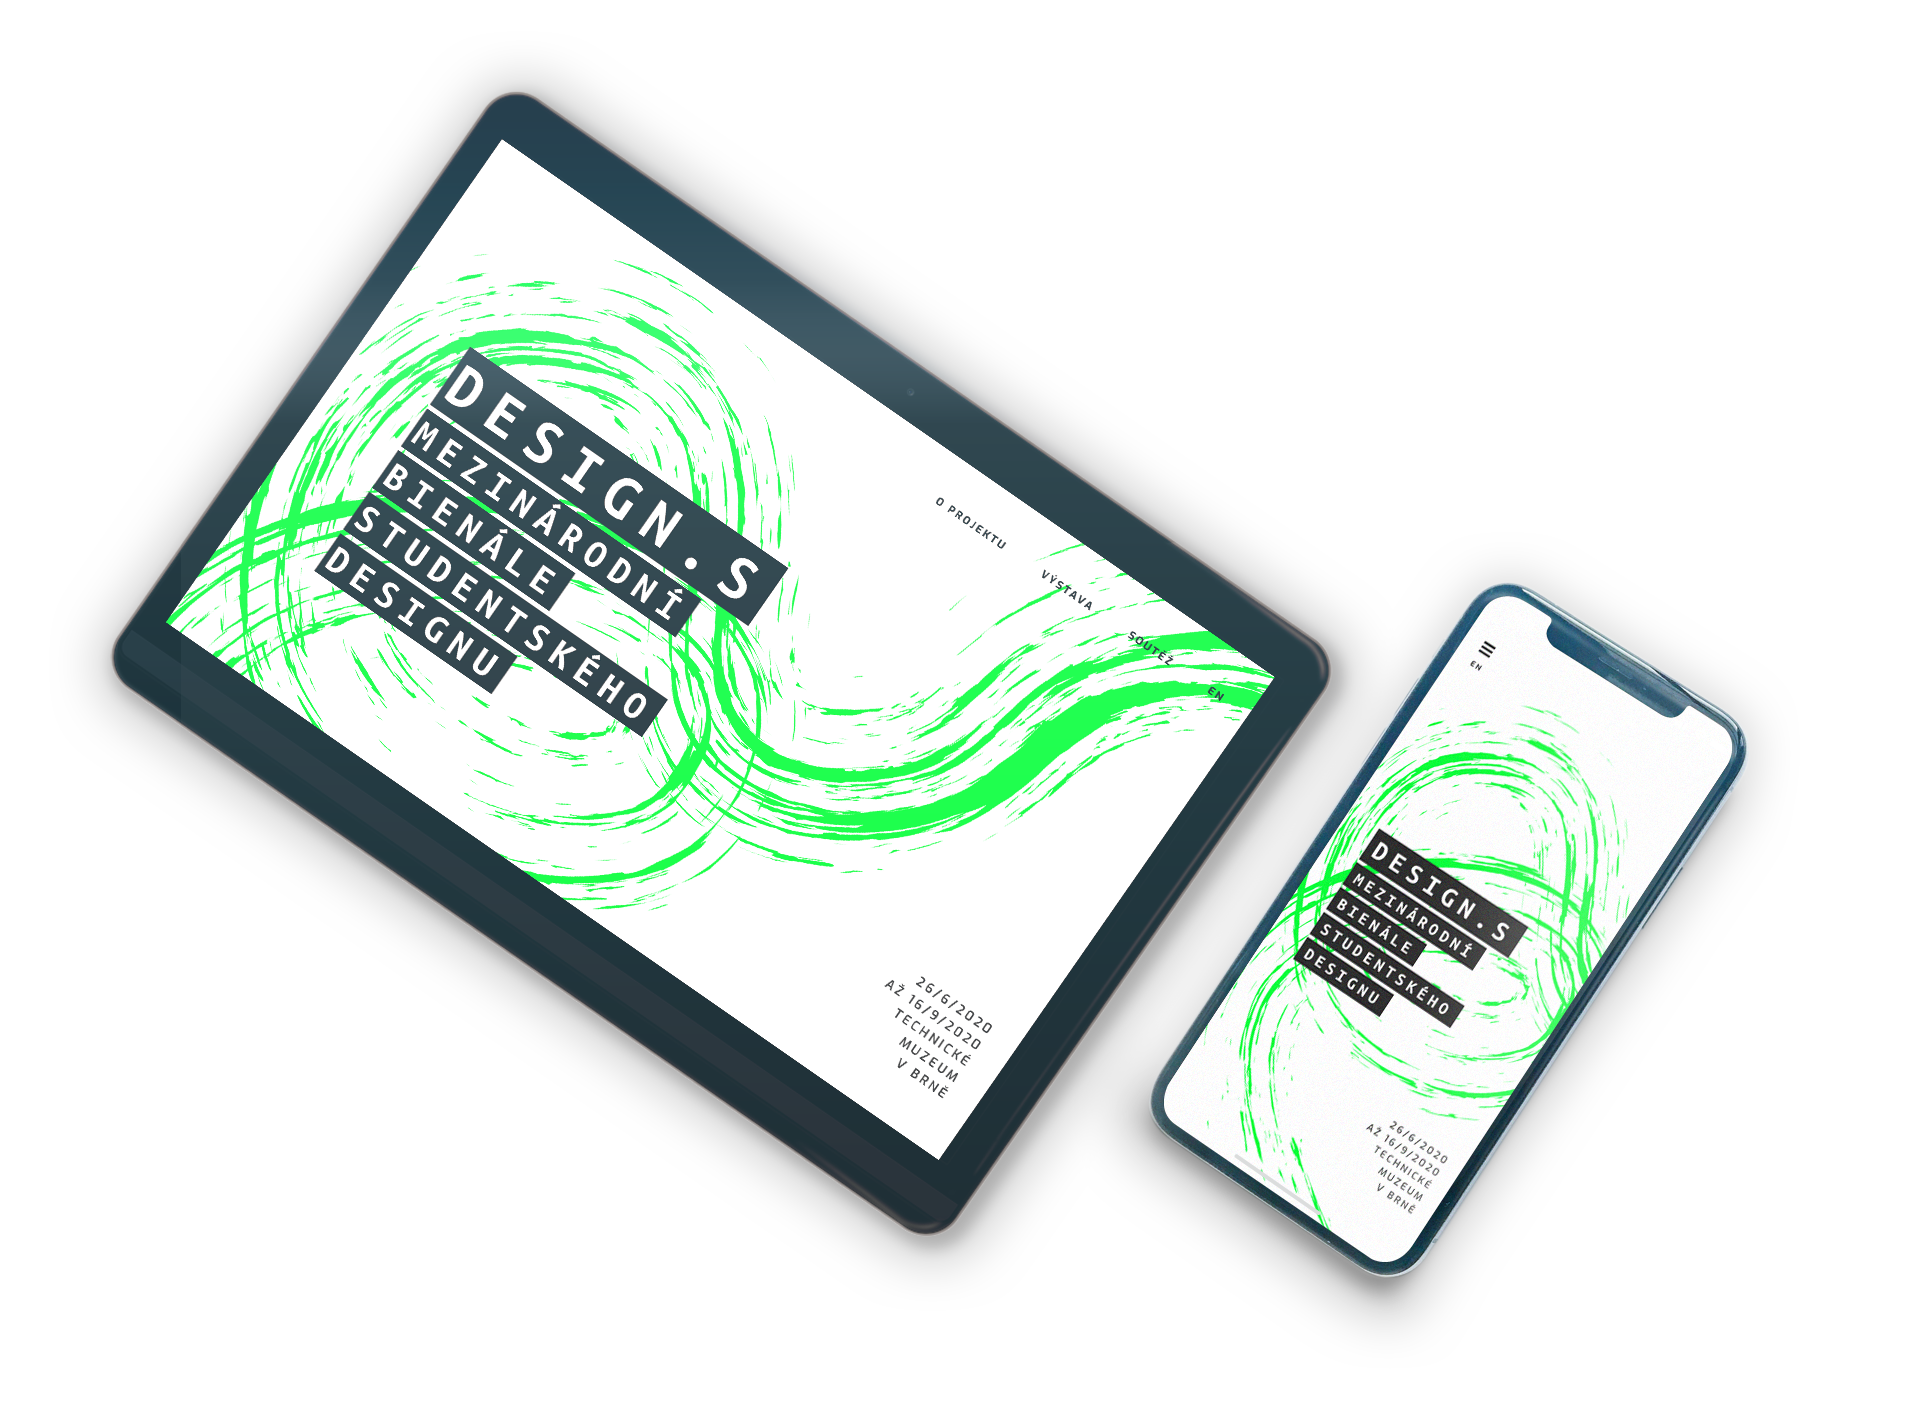 O PROJEKTU
VÝSTAVA
SOUTĚŽ
EN
DESIGN.S
MEZINÁRODNÍ
BIENÁLE
STUDENTSKÉHO
DESIGNU
26/6/2020
AŽ 16/9/2020
TECHNICKÉ
MUZEUM
V BRNĚ
EN
DESIGN.S
MEZINÁRODNÍ
BIENÁLE
STUDENTSKÉHO
DESIGNU
26/6/2020
AŽ 16/9/2020
TECHNICKÉ
MUZEUM
V BRNĚ